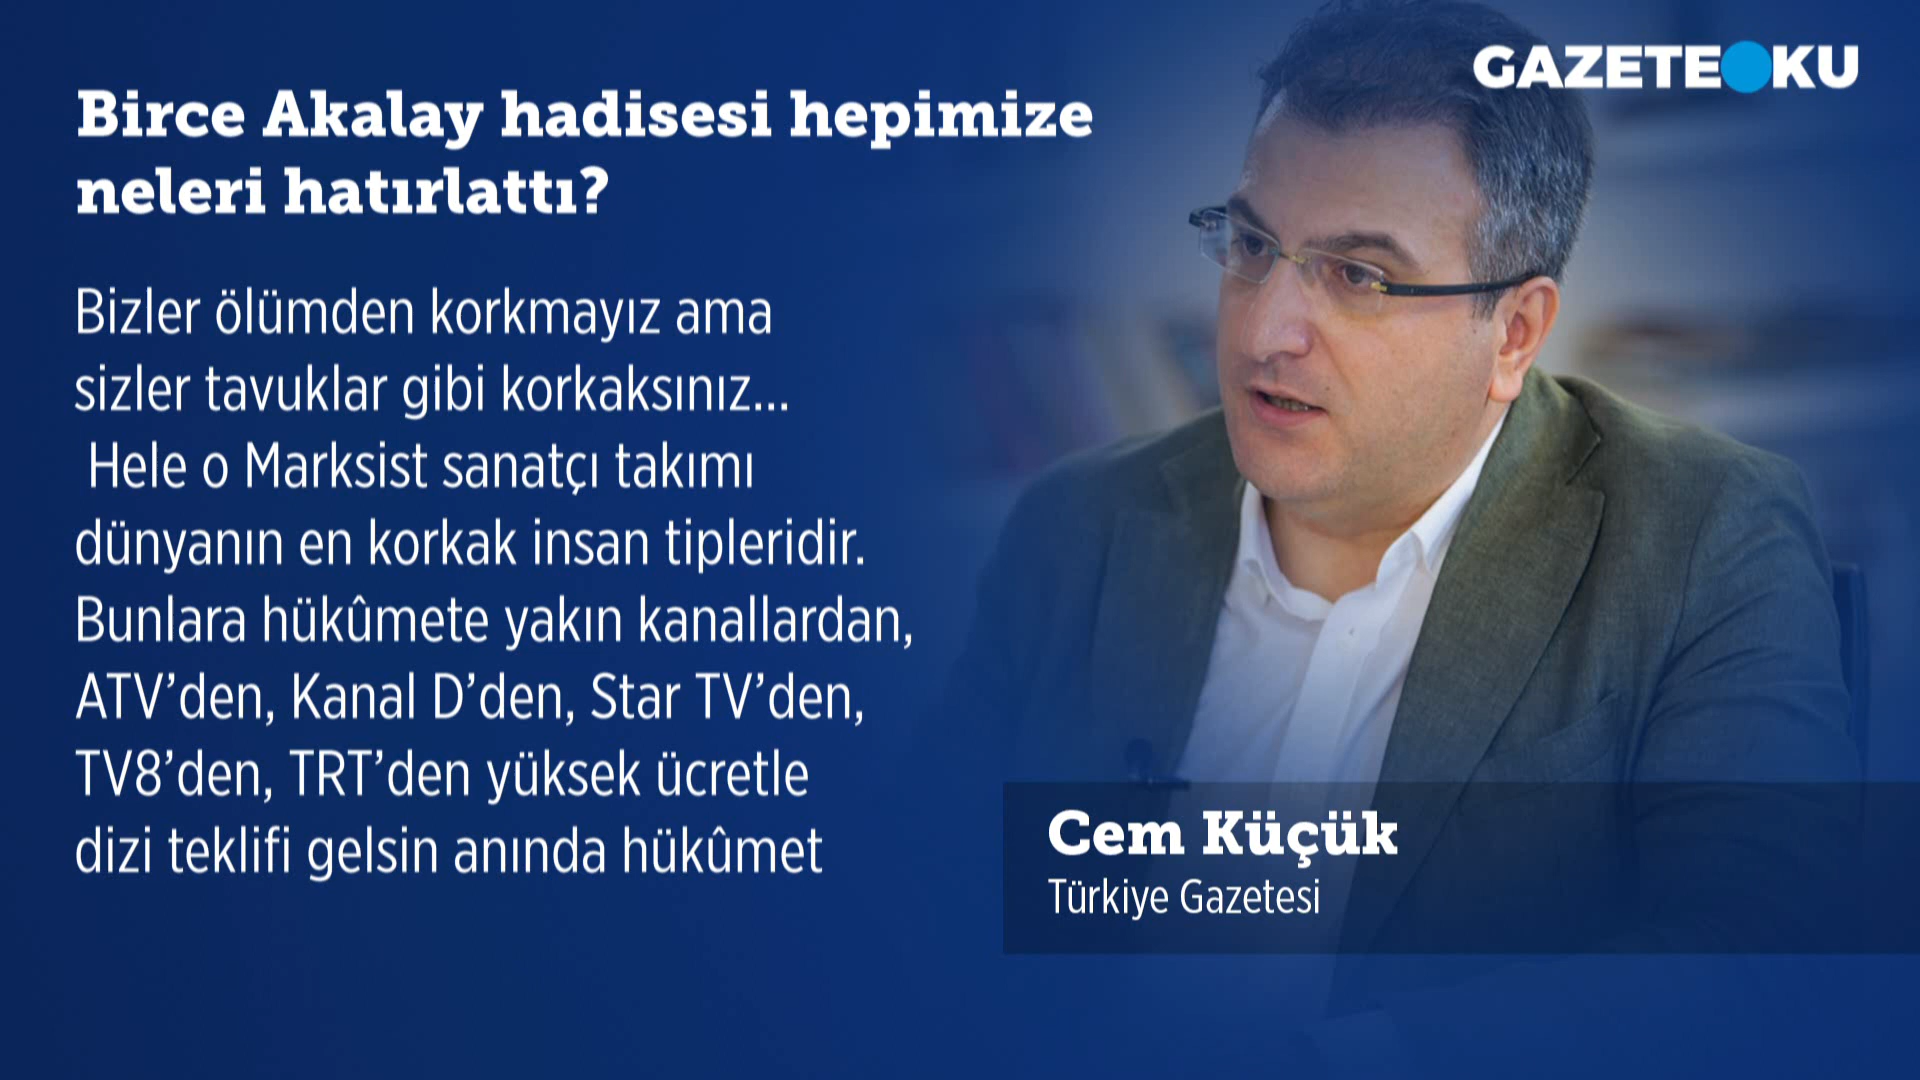 GAZETE OKU
Birce Akalay hadisesi hepimize
neleri hatırlattı?
Bizler ölümden korkmayız ama
sizler tavuklar gibi korkaksınız...
Hele o Marksist sanatçı takımı
dünyanın en korkak insan tipleridir.
Bunlara hükûmete yakın kanallardan,
ATV’den, Kanal D’den, Star TV’den,
TV8’den, TRT’den yüksek ücretle
dizi teklifi gelsin anında hükûmet
Cem Küçük
Türkiye Gazetesi